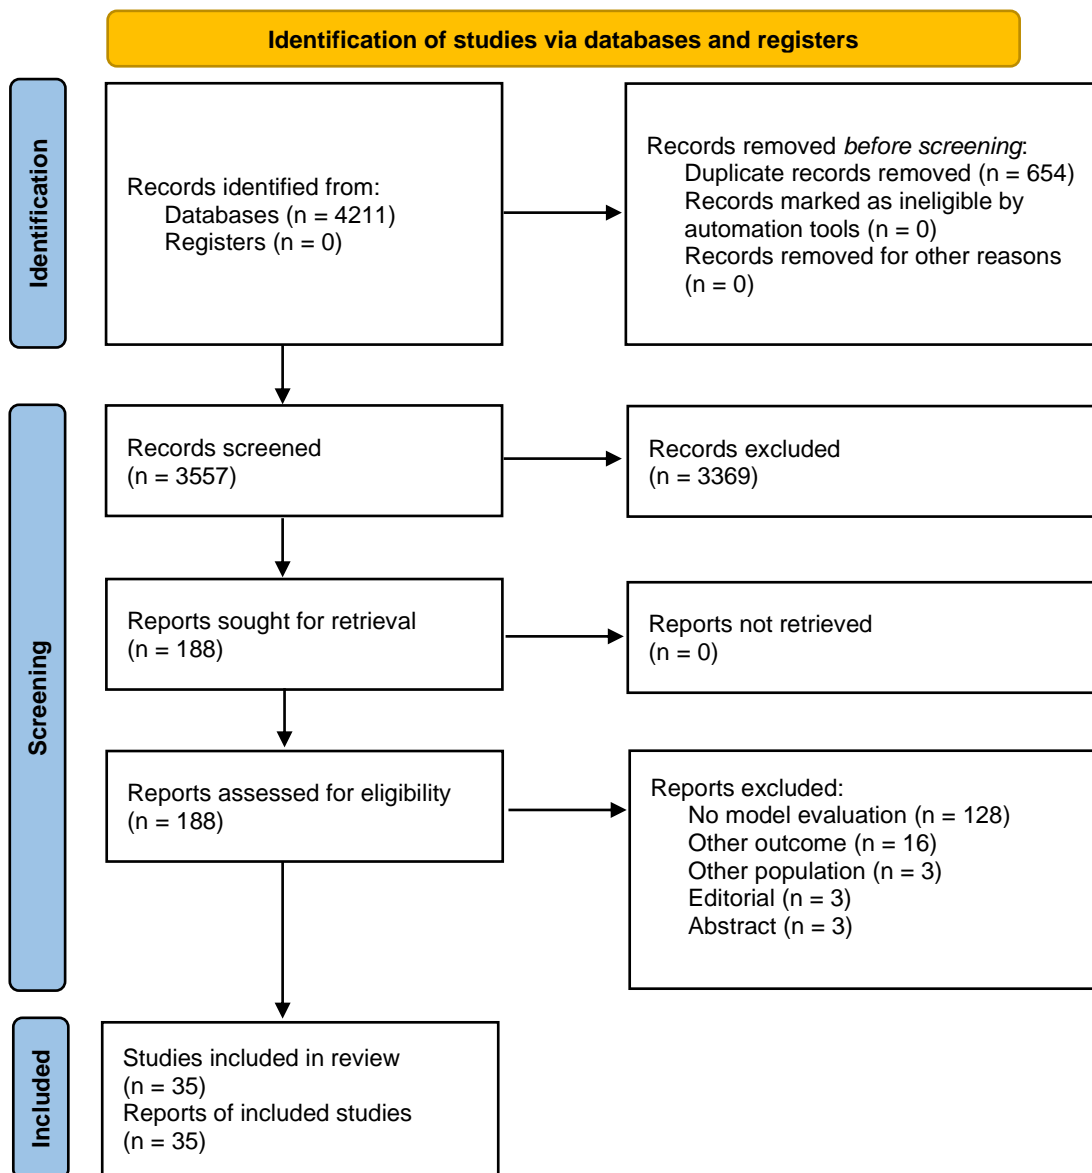 Identification of studies via databases and registers
Identification
Records identified from:
Databases (n = 4211)
Registers (n = 0)
Records removed before screening:
Duplicate records removed (n = 654)
Records marked as ineligible by
automation tools (n = 0)
Records removed for other reasons
(n = 0)
Screening
Records screened
(n = 3557)
Records excluded
(n = 3369)
Reports sought for retrieval
(n = 188)
Reports not retrieved
(n = 0)
Reports assessed for eligibility
(n = 188)
Reports excluded:
No model evaluation (n = 128)
Other outcome (n = 16)
Other population (n = 3)
Editorial (n = 3)
Abstract (n = 3)
Included
Studies included in review
(n = 35)
Reports of included studies
(n = 35)